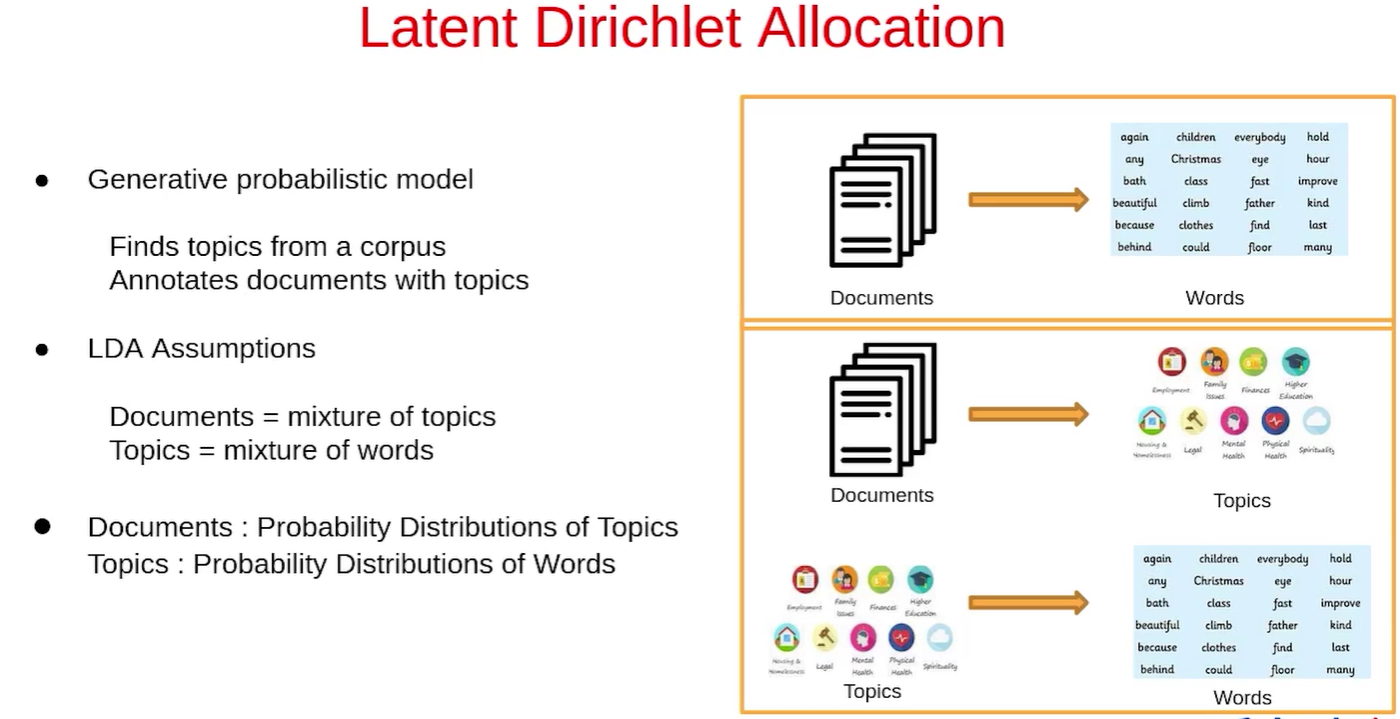 Latent Dirichlet Allocation
● Generative probabilistic model
Finds topics from a corpus
Annotates documents with topics
● LDA Assumptions
Documents = mixture of topics
Topics = mixture of words
● Documents : Probability Distributions of Topics
Topics : Probability Distributions of Words
again children everybody hold
any Christmas eye hour
bath class fast improve
beautiful climb father kind
because clothes find last
behind could floor many
Documents Words
Employment Family Issues Finances Higher Education
Housing & Homelessness Legal Mental Health Physical Health Spirituality
Documents Topics
Employment Family Issues Finances Higher Education
Housing & Homelessness Legal Mental Health Physical Health Spirituality
Topics
again children everybody hold
any Christmas eye hour
bath class fast improve
beautiful climb father kind
because clothes find last
behind could floor many
Words